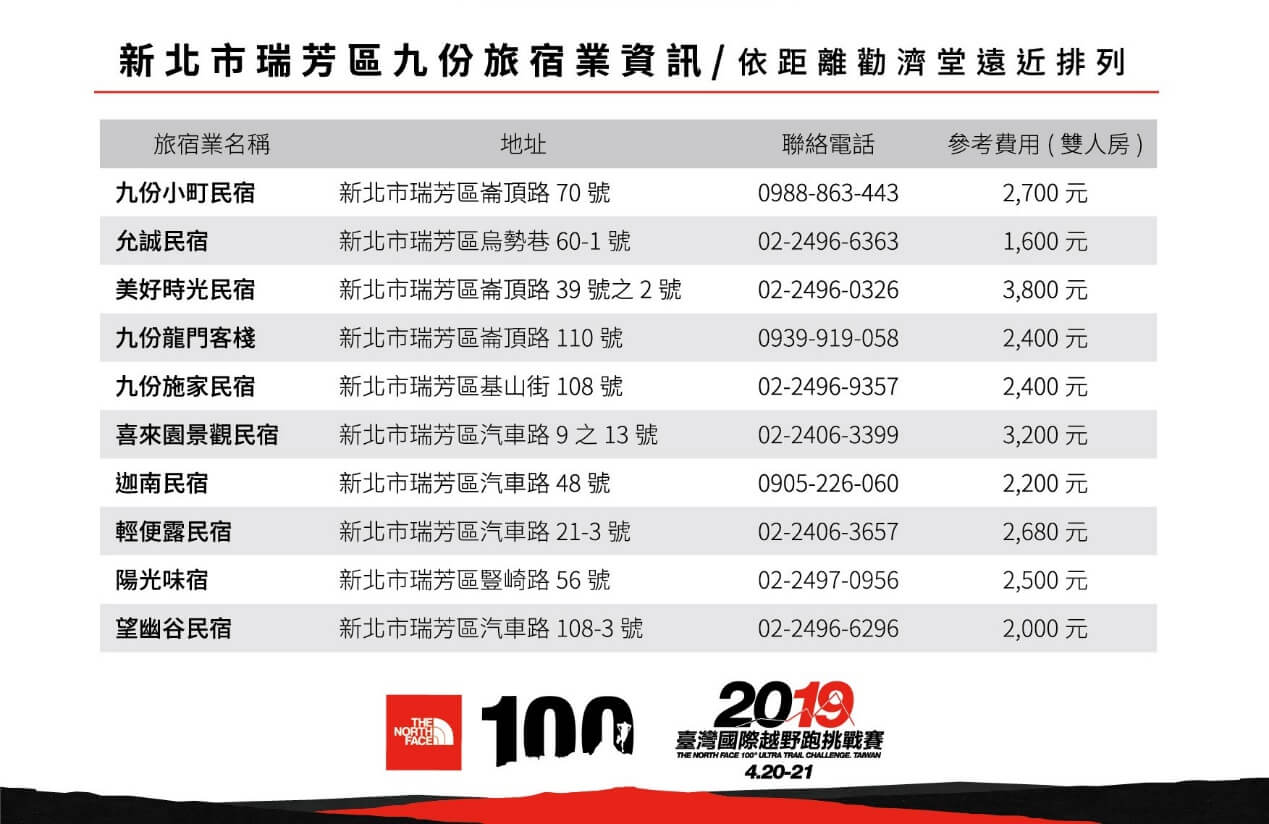 新北市瑞芳區九份旅宿業資訊/依距離勸濟堂遠近排列
旅宿業名稱 地址 聯絡電話 參考費用(雙人房)
九份小町民宿 新北市瑞芳區崙頂路 70 號 0988-863-443 2,700 元
允誠民宿 新北市瑞芳區烏勢巷 60-1 號 02-2496-6363 1,600 元
美好時光民宿 新北市瑞芳區崙頂路 39 號之 2 號 02-2496-0326 3,800 元
九份龍門客棧 新北市瑞芳區崙頂路 110 號 0939-919-058 2,400 元
九份施家民宿 新北市瑞芳區基山街 108 號 02-2496-9357 2,400 元
喜來園景觀民宿 新北市瑞芳區汽車路 9 之 13 號 02-2406-3399 3,200 元
迦南民宿 新北市瑞芳區汽車路 48 號 0905-226-060 2,200 元
輕便露民宿 新北市瑞芳區汽車路 21-3 號 02-2406-3657 2,680 元
陽光味宿 新北市瑞芳區豎崎路 56 號 02-2497-0956 2,500 元
望幽谷民宿 新北市瑞芳區汽車路 108-3 號 02-2496-6296 2,000 元
THE
NORTH
FACE
100
2019
臺灣國際越野跑挑戰賽
THE NORTH FACE 100® ULTRA TRAIL CHALLENGE. TAIWAN
4.20-21